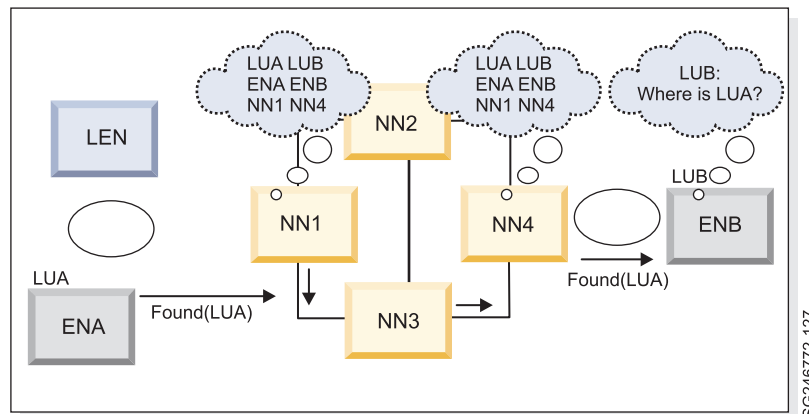 LUA LUB
ENA ENB
NN1 NN4
LUA LUB
ENA ENB
NN1 NN4
LUB:
Where is LUA?
LEN
NN2
LUB
NN1
NN4
ENB
LUA
ENA
Found(LUA)
NN3
Found(LUA)
SG246772-127